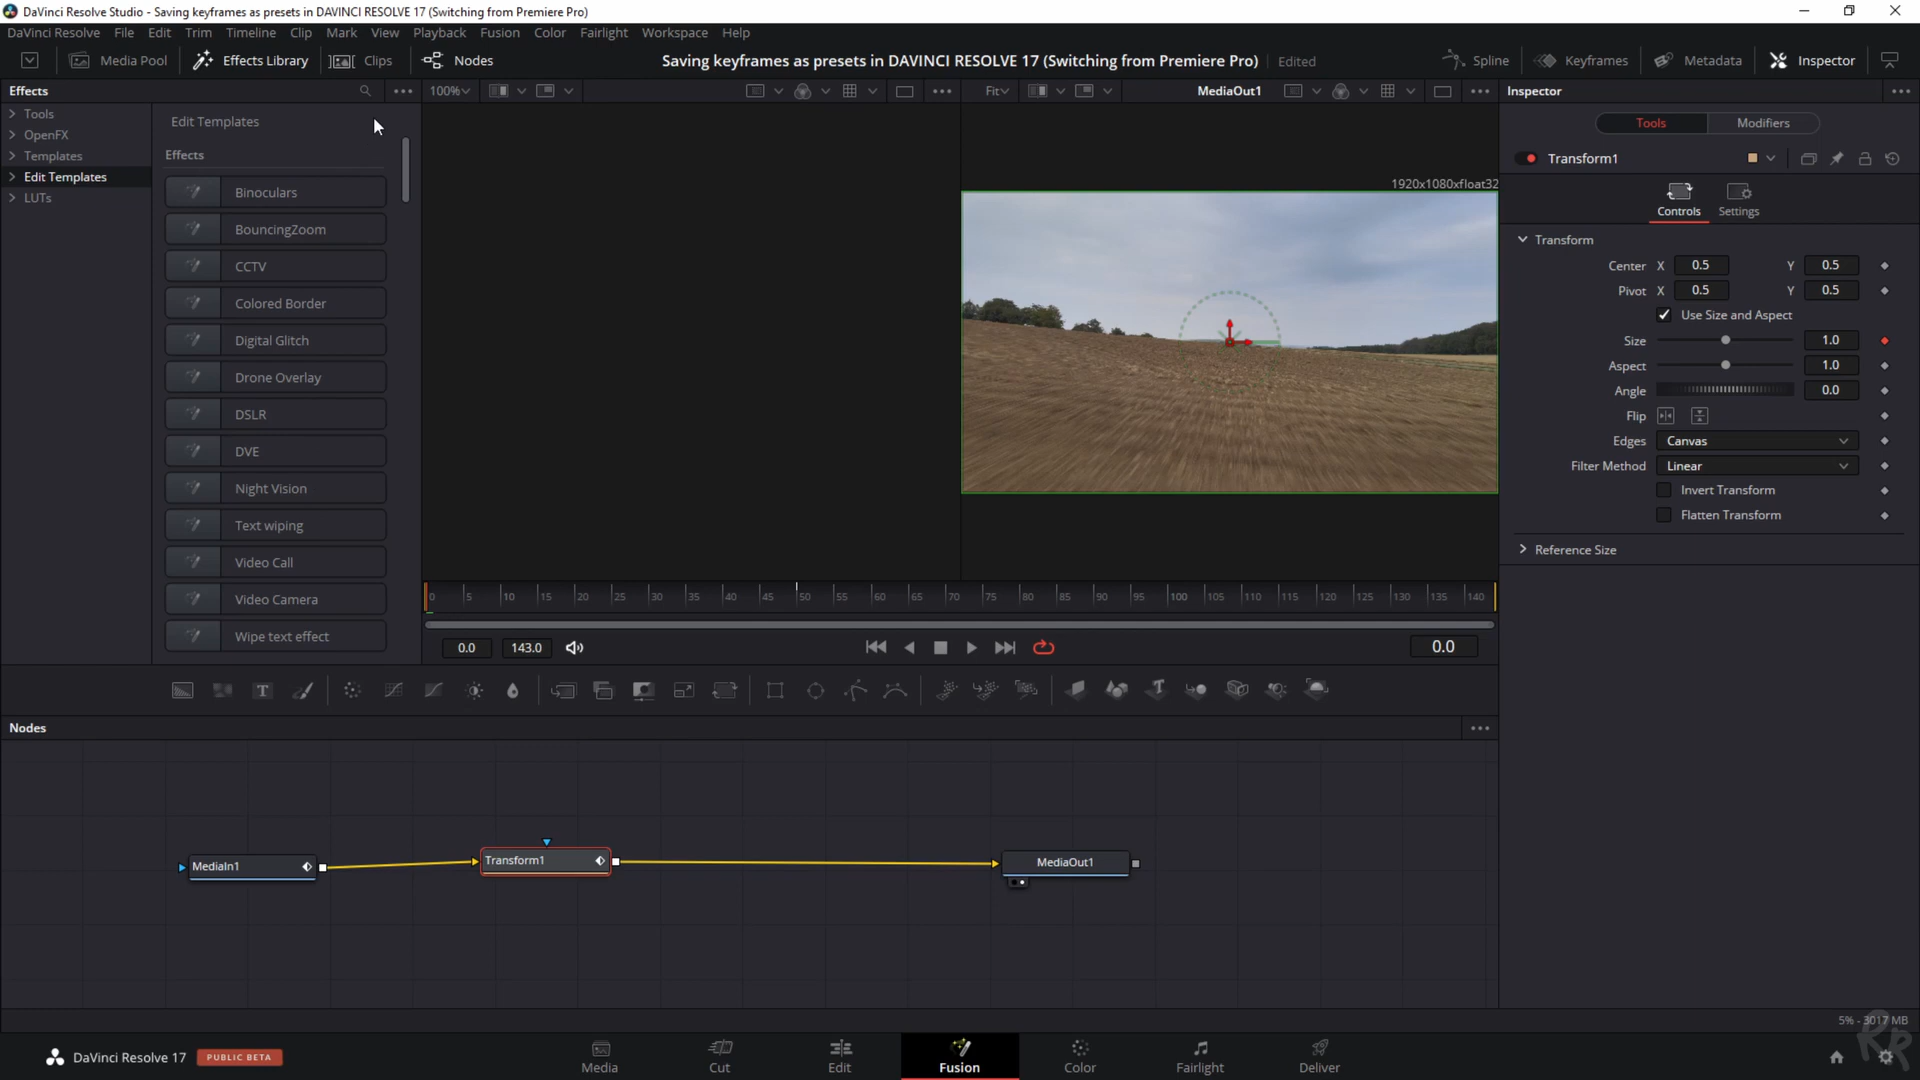 DaVinci Resolve Studio - Saving keyframes as presets in DAVINCI RESOLVE 17 (Switching from Premiere Pro)
DaVinci Resolve File Edit Trim Timeline Clips Mark View Playback Fusion Color Fairlight Workspace Help
Media Pool Effects Library Clips Nodes Saving keyframes as presets in DAVINCI RESOLVE 17 (Switching from Premiere Pro) Edited Spline Keyframes Metadata Inspector
Effects 100% Fit MediaOut1 Inspector
Tools
OpenFX
Templates
Edit Templates
LUTs
Edit Templates
Effects
Binoculars
BouncingZoom
CCTV
Colored Border
Digital Glitch
Drone Overlay
DSLR
DVE
Night Vision
Text wiping
Video Call
Video Camera
Wipe text effect
1920x1080xfloat32
0 5 10 15 20 25 30 35 40 45 50 55 60 65 70 75 80 85 90 95 100 105 110 115 120 125 130 135 140
0.0 143.0 0.0
Tools Modifiers
Transform1
Controls Settings
Transform
Center X 0.5 Y 0.5
Pivot X 0.5 Y 0.5
Use Size and Aspect
Size 1.0
Aspect 1.0
Angle 0.0
Flip
Edges Canvas
Filter Method Linear
Invert Transform
Flatten Transform
Reference Size
T
T
Nodes
MediaIn1
Transform1
MediaOut1
5% - 3017 MB
DaVinci Resolve 17 PUBLIC BETA
Media Cut Edit Fusion Color Fairlight Deliver
RR